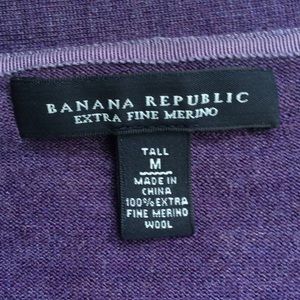 BANANA REPUBLIC
EXTRA FINE MERINO
TALL
M
MADE IN
CHINA
100% EXTRA
FINE MERINO
WOOL